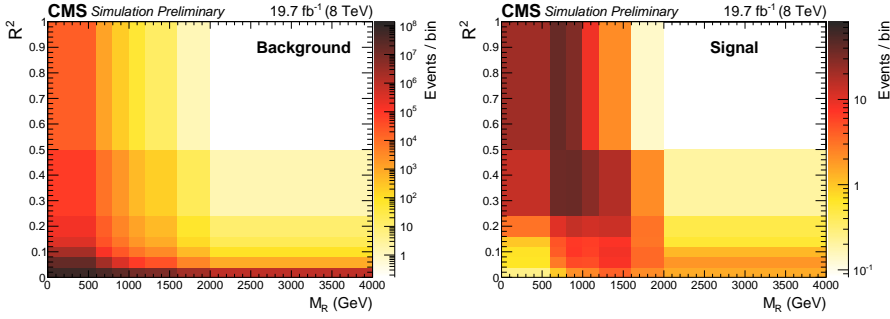 CMS Simulation Preliminary 19.7 fb⁻¹ (8 TeV)
R²
1
0.9
0.8
0.7
0.6
0.5
0.4
0.3
0.2
0.1
0
Background
0 500 1000 1500 2000 2500 3000 3500 4000
M_R (GeV)
Events / bin
10⁸
10⁷
10⁶
10⁵
10⁴
10³
10²
10
1
CMS Simulation Preliminary 19.7 fb⁻¹ (8 TeV)
R²
1
0.9
0.8
0.7
0.6
0.5
0.4
0.3
0.2
0.1
0
Signal
0 500 1000 1500 2000 2500 3000 3500 4000
M_R (GeV)
Events / bin
10
1
10⁻¹